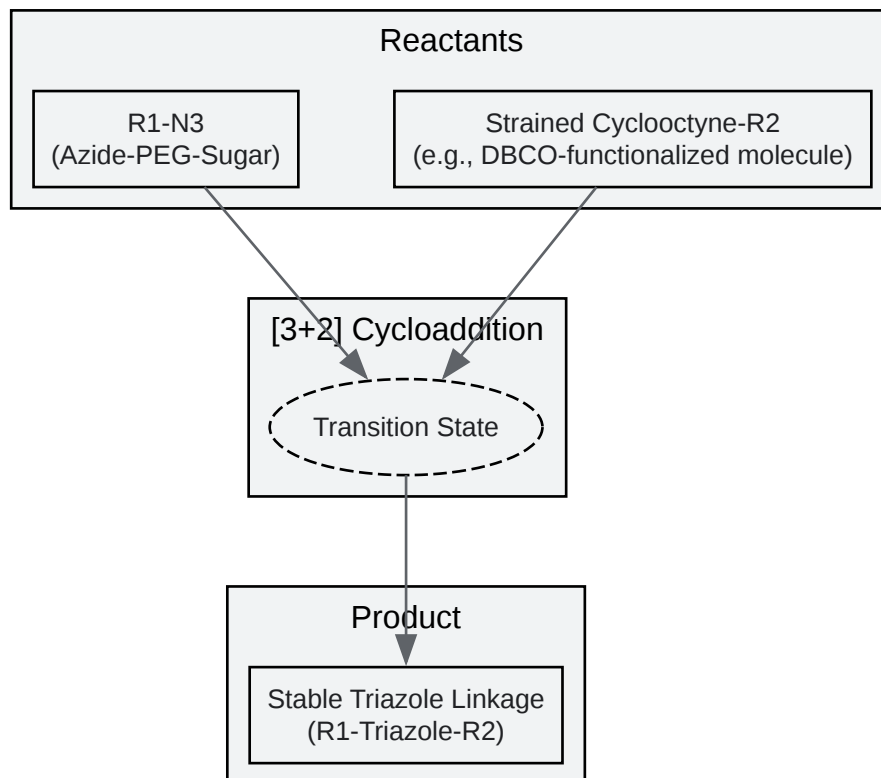 Reactants
R1-N3
(Azide-PEG-Sugar)
Strained Cyclooctyne-R2
(e.g., DBCO-functionalized molecule)
[3+2] Cycloaddition
Transition State
Product
Stable Triazole Linkage
(R1-Triazole-R2)